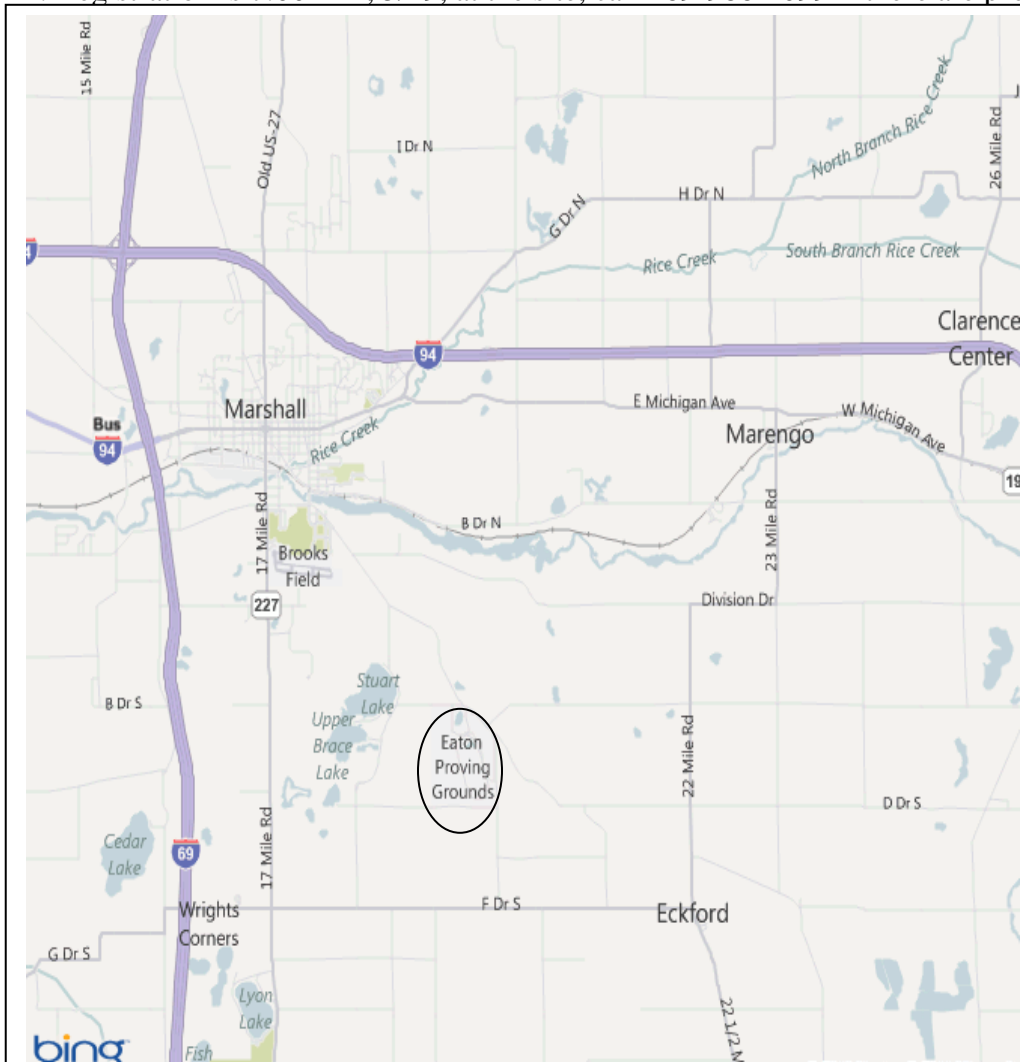 15 Mile Rd
Old US-27
I Dr N
North Branch Rice Creek
26 Mile Rd
H Dr N
G Dr N
Rice Creek
South Branch Rice Creek
94
Clarence
Center
Marshall
E Michigan Ave
W Michigan Ave
Marengo
Bus
94
Rice Creek
19
17 Mile Rd
B Dr N
23 Mile Rd
Brooks
Field
227
Division Dr
B Dr S
Stuart
Lake
Upper
Brace
Lake
Eaton
Proving
Grounds
22 Mile Rd
D Dr S
17 Mile Rd
Cedar
Lake
69
Wrights
Corners
F Dr S
Eckford
G Dr S
Lyon
Lake
22 1/2 M
Fish
bing